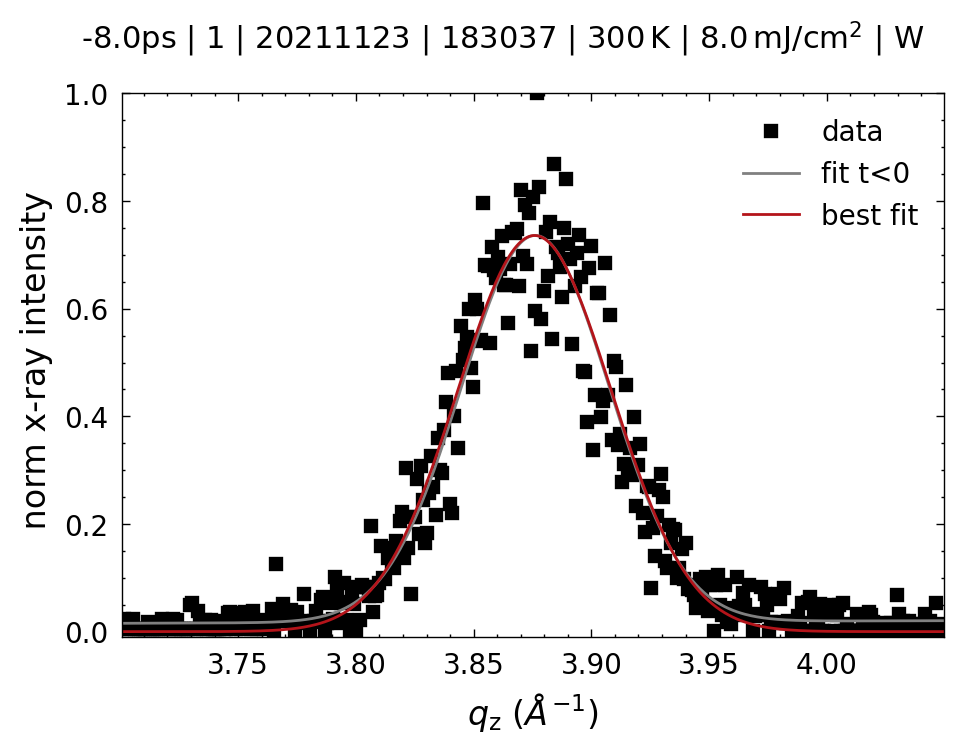 -8.0ps | 1 | 20211123 | 183037 | 300 K | 8.0 mJ/cm² | W
1.0
0.8
0.6
0.4
0.2
0.0
norm x-ray intensity
data
fit t<0
best fit
3.75 3.80 3.85 3.90 3.95 4.00
q_z (Å⁻¹)